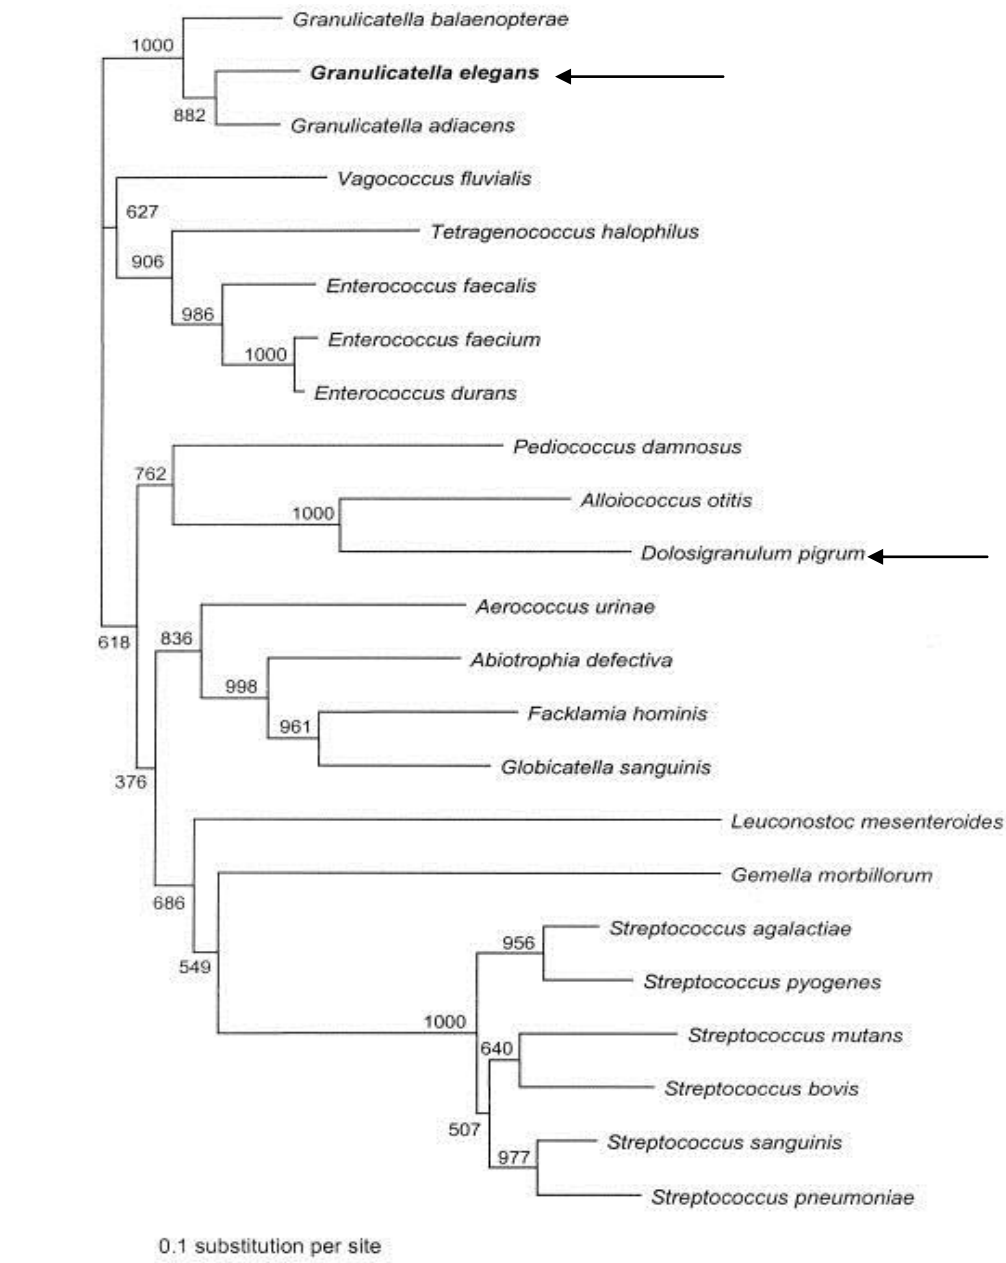 Granulicatella balaenopterae
1000
Granulicatella elegans
882
Granulicatella adiacens
Vagococcus fluvialis
627
Tetragenococcus halophilus
906
Enterococcus faecalis
986
Enterococcus faecium
1000
Enterococcus durans
Pediococcus damnosus
762
Alloiococcus otitis
1000
Dolosigranulum pigrum
Aerococcus urinae
618
836
Abiotrophia defectiva
998
Facklamia hominis
961
Globicatella sanguinis
376
Leuconostoc mesenteroides
Gemella morbillorum
686
Streptococcus agalactiae
956
549
Streptococcus pyogenes
1000
Streptococcus mutans
640
Streptococcus bovis
507
Streptococcus sanguinis
977
Streptococcus pneumoniae
0.1 substitution per site